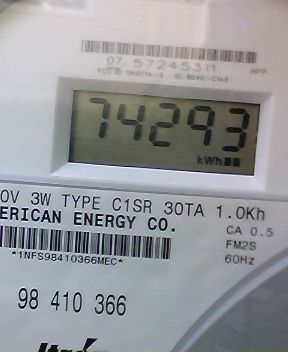 07 57245311
74293
kWh
0V 3W TYPE C1SR 30TA 1.0Kh
ERICAN ENERGY CO.
CA 0.5
FM2S
*1NFS98410366MEC*
60Hz
98 410 366
Itron